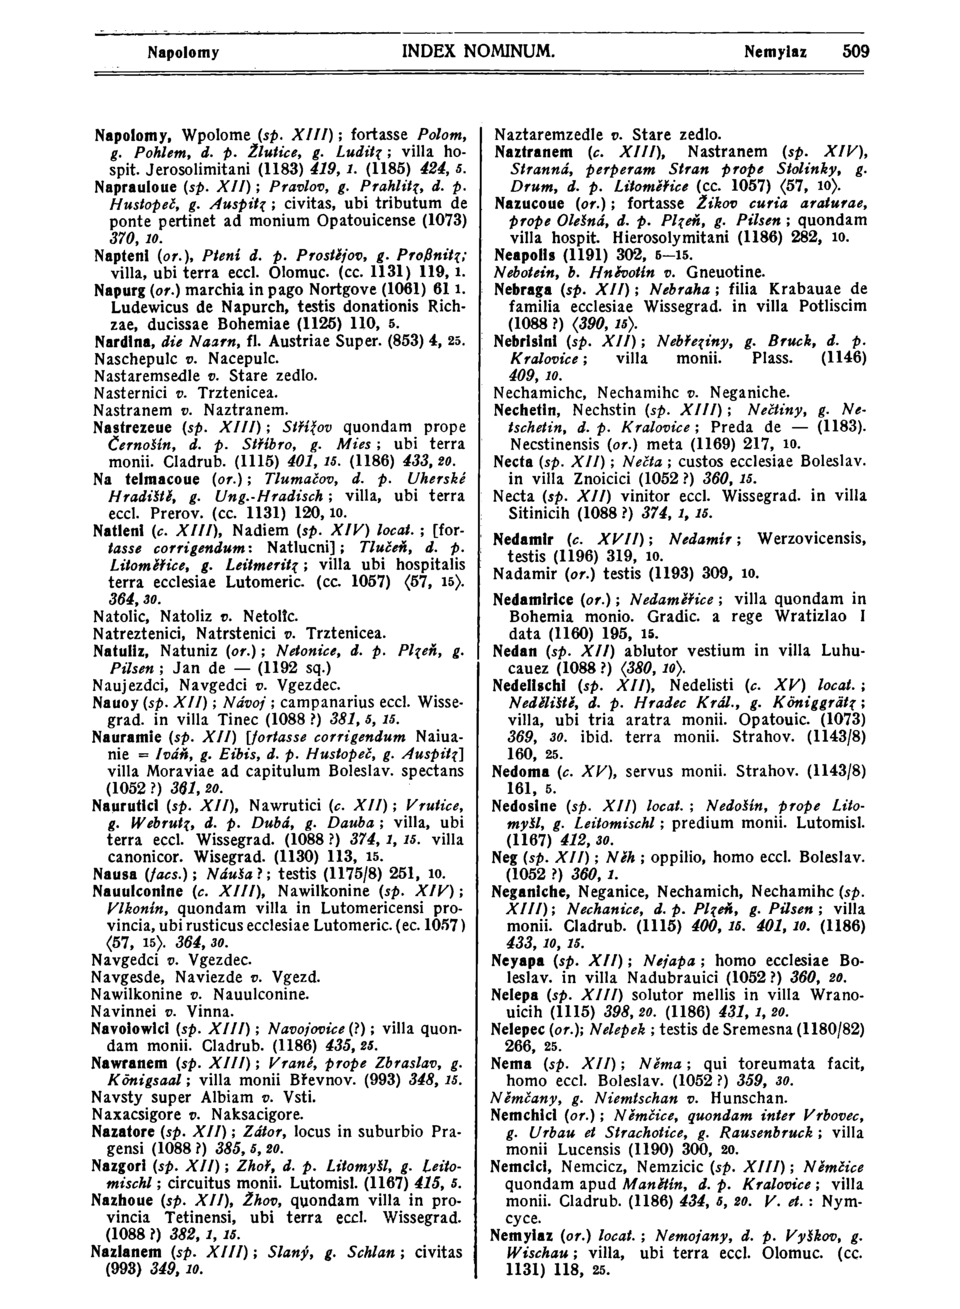 Napolomy INDEX NOMINUM. Nemyiaz 509
Napolomy, Wpolome (sp. XIII) ; fortasse Polom,
g. Pohlem, d. p. Žlutice, g. Luditz ; villa ho-
spit. Jerosolimitani (1183) 419, 1. (1185) 424, 5.
Naprauloue (sp. XII) ; Pravlov, g. Prahlitz, d. p.
Hustopeč, g. Auspitz ; civitas, ubi tributum de
ponte pertinet ad monium Opatouicense (1073)
370, 10.
Napteni (or.), Ptení d. p. Prostějov, g. Proßnitz;
villa, ubi terra eccl. Olomuc. (cc. 1131) 119, 1.
Napurg (or.) marchia in pago Nortgove (1061) 61 1.
Ludewicus de Napurch, testis donationis Rich-
zae, ducissae Bohemiae (1125) 110, 5.
Nardina, die Naarn, fl. Austriae Super. (853) 4, 25.
Naschepulc v. Nacepulc.
Nastaremsedle v. Stare zedlo.
Nasternici v. Trztenicea.
Nastranem v. Naztranem.
Nastrezeue (sp. XIII) ; Střížov quondam prope
Černošín, d. p. Stříbro, g. Mies ; ubi terra
monii. Cladrub. (1115) 401, 15. (1186) 433, 20.
Na telmacoue (or.) ; Tlumačov, d. p. Uherské
Hradiště, g. Ung.-Hradisch ; villa, ubi terra
eccl. Prerov. (cc. 1131) 120, 10.
Natleni (c. XIII), Nadiem (sp. XIV) locat. ; [for-
tasse corrigendum: Natlucni] ; Tlučeň, d. p.
Litoměřice, g. Leitmeritz ; villa ubi hospitalis
terra ecclesiae Lutomeric. (cc. 1057) ⟨57, 15⟩.
364, 30.
Natolic, Natoliz v. Netolic.
Natreztenici, Natrstenici v. Trztenicea.
Natuliz, Natuniz (or.) ; Netonice, d. p. Plzeň, g.
Pilsen ; Jan de — (1192 sq.)
Naujezdci, Navgedci v. Vgezdec.
Nauoy (sp. XII) ; Návoj ; campanarius eccl. Wisse-
grad. in villa Tinec (1088 ?) 381, 5, 15.
Nauramie (sp. XII) [fortasse corrigendum Naiua-
nie = Iváň, g. Eibis, d. p. Hustopeč, g. Auspitz]
villa Moraviae ad capitulum Boleslav. spectans
(1052 ?) 361, 20.
Naurutici (sp. XII), Nawrutici (c. XII) ; Vrutice,
g. Webrutz, d. p. Dubá, g. Dauba ; villa, ubi
terra eccl. Wissegrad. (1088 ?) 374, 1, 15. villa
canonicor. Wisegrad. (1130) 113, 15.
Nausa (facs.) ; Náuša ? ; testis (1175/8) 251, 10.
Nauulconine (c. XIII), Nawilkonine (sp. XIV) ;
Vlkonín, quondam villa in Lutomericensi pro-
vincia, ubi rusticus ecclesiae Lutomeric. (ec. 1057)
⟨57, 15⟩. 364, 30.
Navgedci v. Vgezdec.
Navgesde, Naviezde v. Vgezd.
Nawilkonine v. Nauulconine.
Navinnei v. Vinna.
Navoiowici (sp. XIII) ; Navojovice (?) ; villa quon-
dam monii. Cladrub. (1186) 435, 25.
Nawranem (sp. XIII) ; Vrané, prope Zbraslav, g.
Königsaal ; villa monii Břevnov. (993) 348, 15.
Navsty super Albiam v. Vsti.
Naxacsigore v. Naksacigore.
Nazatore (sp. XII) ; Zátor, locus in suburbio Pra-
gensi (1088 ?) 385, 5, 20.
Nazgori (sp. XII) ; Zhoř, d. p. Litomyšl, g. Leito-
mischl ; circuitus monii. Lutomisl. (1167) 415, 5.
Nazhoue (sp. XII), Žhov, quondam villa in pro-
vincia Tetinensi, ubi terra eccl. Wissegrad.
(1088 ?) 382, 1, 15.
Nazlanem (sp. XIII) ; Slaný, g. Schlan ; civitas
(993) 349, 10.
Naztaremzedle v. Stare zedlo.
Naztranem (c. XIII), Nastranem (sp. XIV),
Stranná, perperam Stran prope Stolinky, g.
Drum, d. p. Litoměřice (cc. 1057) ⟨57, 10⟩.
Nazucoue (or.) ; fortasse Žikov curia araturae,
prope Olešná, d. p. Plzeň, g. Pilsen ; quondam
villa hospit. Hierosolymitani (1186) 282, 10.
Neapolis (1191) 302, 5—15.
Nebotein, b. Hněvotín v. Gneuotine.
Nebraga (sp. XII) ; Nebraha ; filia Krabauae de
familia ecclesiae Wissegrad. in villa Potliscim
(1088 ?) ⟨390, 15⟩.
Nebrisini (sp. XII) ; Nebřeziny, g. Bruck, d. p.
Kralovice ; villa monii. Plass. (1146)
409, 10.
Nechamichc, Nechamihc v. Neganiche.
Nechetin, Nechstin (sp. XIII) ; Nečtiny, g. Ne-
tschetin, d. p. Kralovice ; Preda de — (1183).
Necstinensis (or.) meta (1169) 217, 10.
Necta (sp. XII) ; Nečta ; custos ecclesiae Boleslav.
in villa Znoicici (1052 ?) 360, 15.
Necta (sp. XII) vinitor eccl. Wissegrad. in villa
Sitinicih (1088 ?) 374, 1, 15.
Nedamir (c. XVII) ; Nedamír ; Werzovicensis,
testis (1196) 319, 10.
Nadamir (or.) testis (1193) 309, 10.
Nedamirice (or.) ; Nedaměřice ; villa quondam in
Bohemia monio. Gradic. a rege Wratizlao I
data (1160) 195, 15.
Nedan (sp. XII) ablutor vestium in villa Luhu-
cauez (1088 ?) ⟨380, 10⟩.
Nedelischi (sp. XII), Nedelisti (c. XV) locat. ;
Neděliště, d. p. Hradec Král., g. Königgrätz ;
villa, ubi tria aratra monii. Opatouic. (1073)
369, 30. ibid. terra monii. Strahov. (1143/8)
160, 25.
Nedoma (c. XV), servus monii. Strahov. (1143/8)
161, 5.
Nedosine (sp. XII) locat. ; Nedošín, prope Lito-
myšl, g. Leitomischl ; predium monii. Lutomisl.
(1167) 412, 30.
Neg (sp. XII) ; Něh ; oppilio, homo eccl. Boleslav.
(1052 ?) 360, 1.
Neganiche, Neganice, Nechamich, Nechamihc (sp.
XIII) ; Nechanice, d. p. Plzeň, g. Pilsen ; villa
monii. Cladrub. (1115) 400, 15. 401, 10. (1186)
433, 10, 15.
Neyapa (sp. XII) ; Nejapa ; homo ecclesiae Bo-
leslav. in villa Nadubrauici (1052 ?) 360, 20.
Nelepa (sp. XIII) solutor mellis in villa Wrano-
uicih (1115) 398, 20. (1186) 431, 1, 20.
Nelepec (or.); Nelepek ; testis de Sremesna (1180/82)
266, 25.
Nema (sp. XII) ; Něma ; qui toreumata facit,
homo eccl. Boleslav. (1052 ?) 359, 30.
Němčany, g. Niemtschan v. Hunschan.
Nemchici (or.) ; Němčice, quondam inter Vrbovec,
g. Urbau et Strachotice, g. Rausenbruck ; villa
monii Lucensis (1190) 300, 20.
Nemcici, Nemcicz, Nemzicic (sp. XIII) ; Němčice
quondam apud Manětín, d. p. Kralovice ; villa
monii. Cladrub. (1186) 434, 5, 20. V. et. : Nym-
cyce.
Nemyiaz (or.) locat. ; Nemojany, d. p. Vyškov, g.
Wischau ; villa, ubi terra eccl. Olomuc. (cc.
1131) 118, 25.